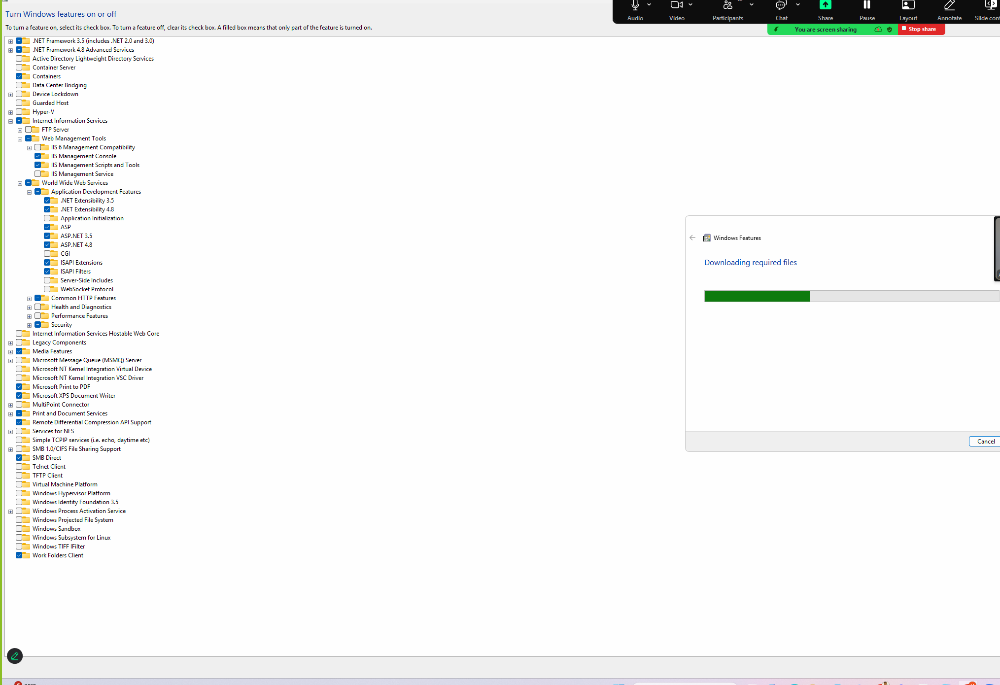 Turn Windows features on or off
To turn a feature on, select its check box. To turn a feature off, clear its check box. A filled box means that only part of the feature is turned on.
Audio
Video
Participants
Chat
Share
Pause
Layout
Annotate
Slide cont
You are screen sharing
Stop share
.NET Framework 3.5 (includes .NET 2.0 and 3.0)
.NET Framework 4.8 Advanced Services
Active Directory Lightweight Directory Services
Container Server
Containers
Data Center Bridging
Device Lockdown
Guarded Host
Hyper-V
Internet Information Services
FTP Server
Web Management Tools
IIS 6 Management Compatibility
IIS Management Console
IIS Management Scripts and Tools
IIS Management Service
World Wide Web Services
Application Development Features
.NET Extensibility 3.5
.NET Extensibility 4.8
Application Initialization
ASP
ASP.NET 3.5
ASP.NET 4.8
CGI
ISAPI Extensions
ISAPI Filters
Server-Side Includes
WebSocket Protocol
Common HTTP Features
Health and Diagnostics
Performance Features
Security
Internet Information Services Hostable Web Core
Legacy Components
Media Features
Microsoft Message Queue (MSMQ) Server
Microsoft NT Kernel Integration Virtual Device
Microsoft NT Kernel Integration VSC Driver
Microsoft Print to PDF
Microsoft XPS Document Writer
MultiPoint Connector
Print and Document Services
Remote Differential Compression API Support
Services for NFS
Simple TCPIP services (i.e. echo, daytime etc)
SMB 1.0/CIFS File Sharing Support
SMB Direct
Telnet Client
TFTP Client
Virtual Machine Platform
Windows Hypervisor Platform
Windows Identity Foundation 3.5
Windows Process Activation Service
Windows Projected File System
Windows Sandbox
Windows Subsystem for Linux
Windows TIFF IFilter
Work Folders Client
Windows Features
Downloading required files
Cancel